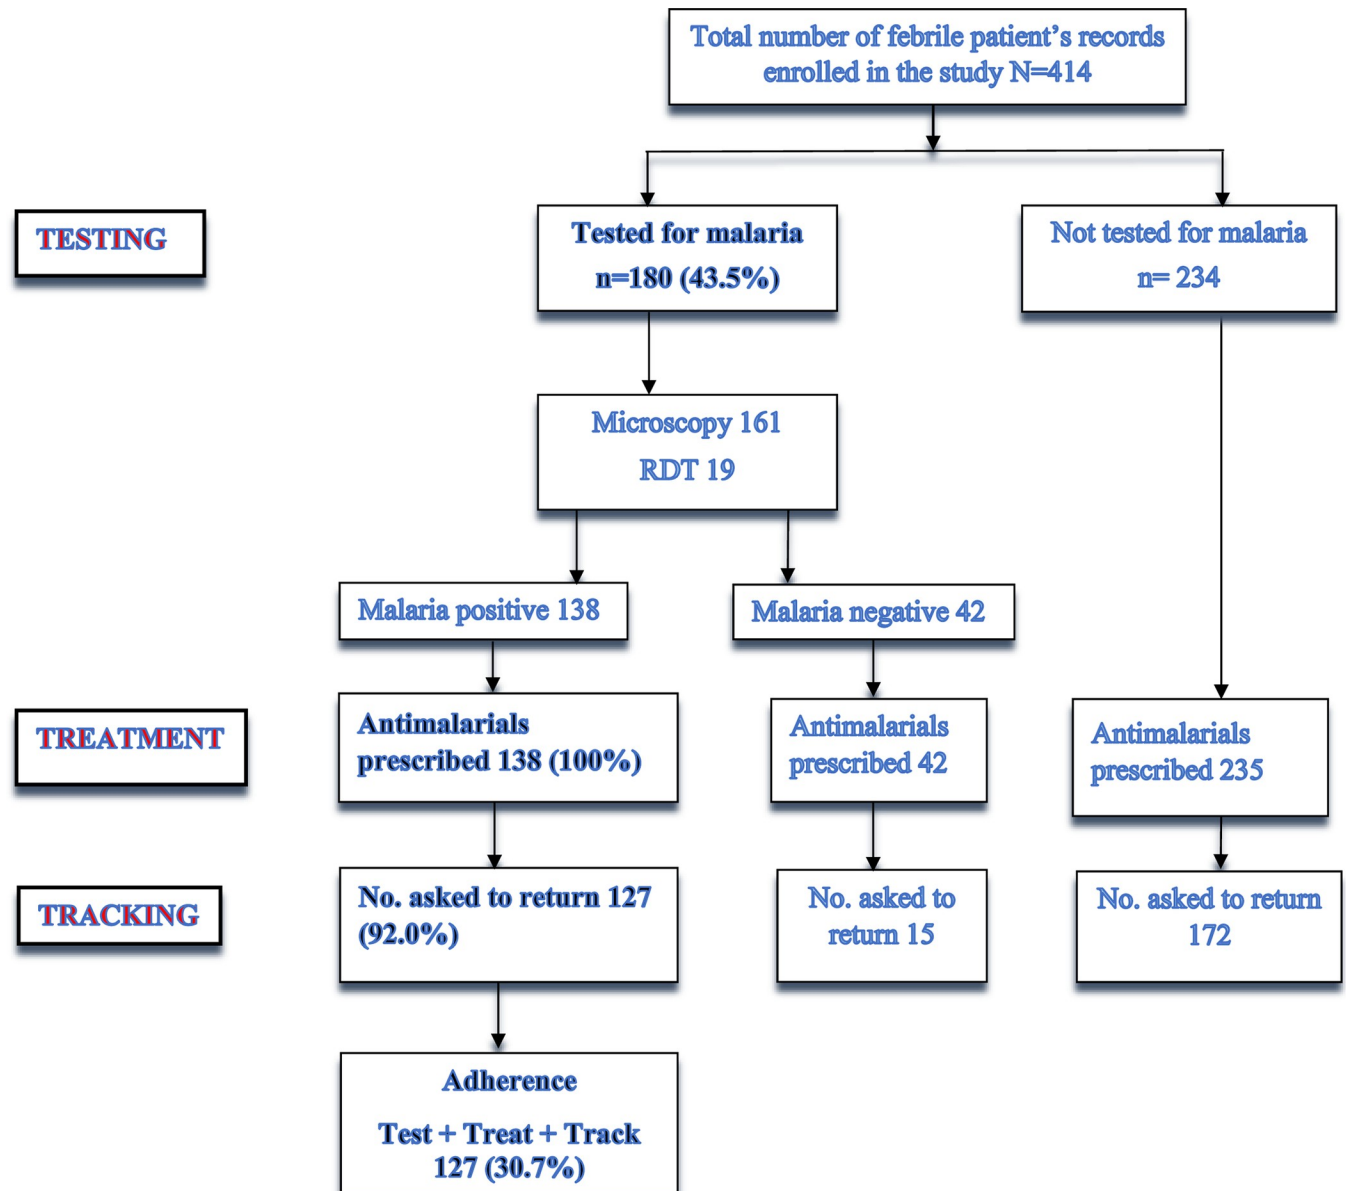 Total number of febrile patient’s records
enrolled in the study N=414
TESTING
Tested for malaria
n=180 (43.5%)
Not tested for malaria
n= 234
Microscopy 161
RDT 19
Malaria positive 138
Malaria negative 42
TREATMENT
Antimalarials
prescribed 138 (100%)
Antimalarials
prescribed 42
Antimalarials
prescribed 235
TRACKING
No. asked to return 127
(92.0%)
No. asked to
return 15
No. asked to return
172
Adherence
Test + Treat + Track
127 (30.7%)